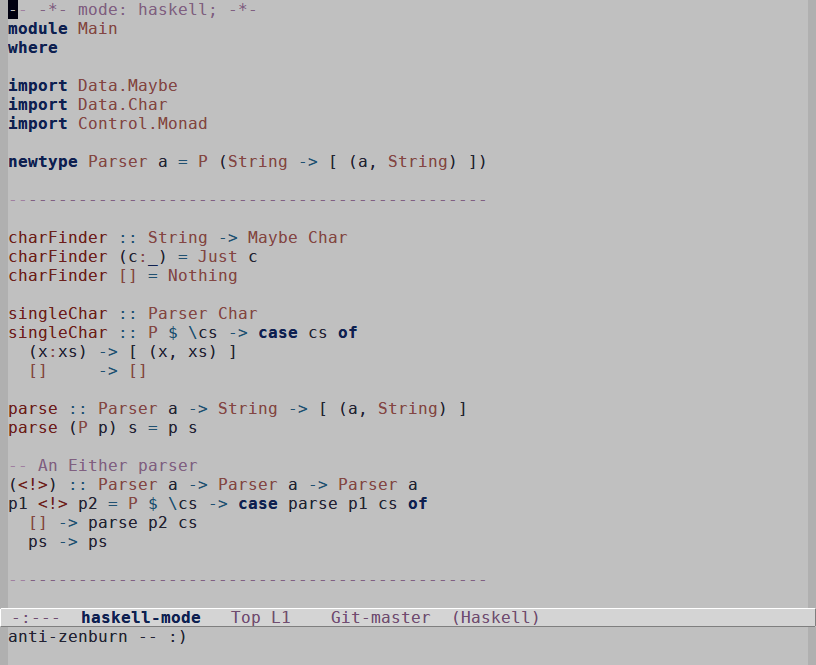 -- -*- mode: haskell; -*-
module Main
where
import Data.Maybe
import Data.Char
import Control.Monad
newtype Parser a = P (String -> [ (a, String) ])
------------------------------------------------
charFinder :: String -> Maybe Char
charFinder (c:_) = Just c
charFinder [] = Nothing
singleChar :: Parser Char
singleChar :: P $ \cs -> case cs of
  (x:xs) -> [ (x, xs) ]
  []     -> []
parse :: Parser a -> String -> [ (a, String) ]
parse (P p) s = p s
-- An Either parser
(<!>) :: Parser a -> Parser a -> Parser a
p1 <!> p2 = P $ \cs -> case parse p1 cs of
  [] -> parse p2 cs
  ps -> ps
------------------------------------------------
-:---  haskell-mode   Top L1    Git-master  (Haskell)
anti-zenburn -- :)